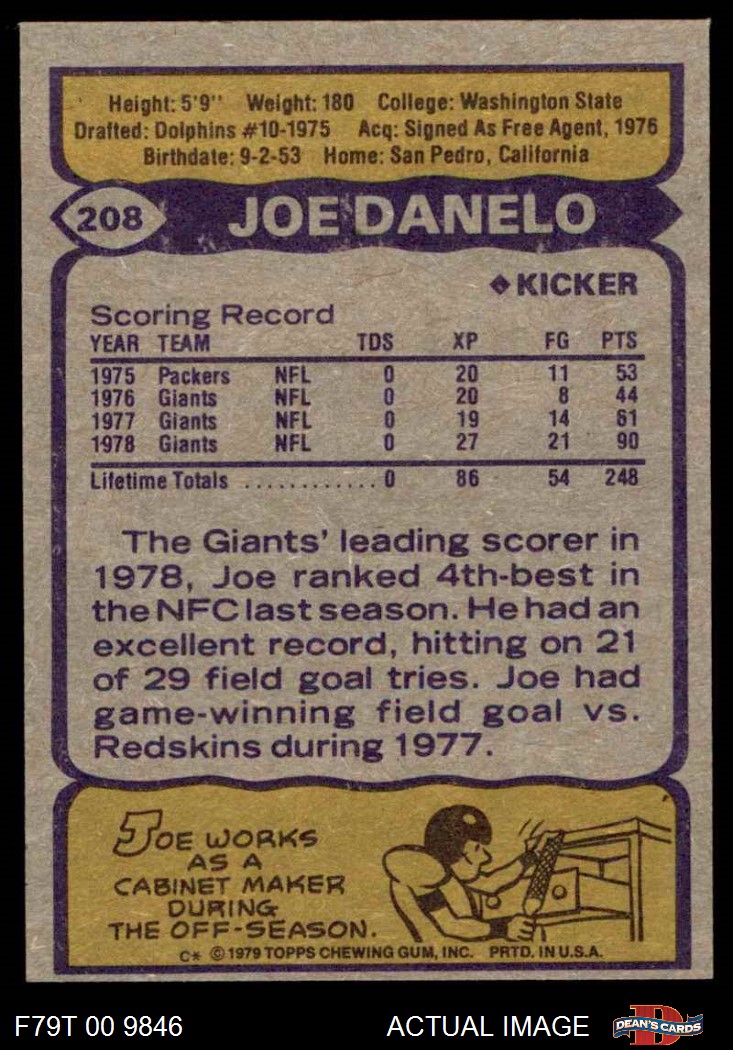 Height: 5'9" Weight: 180 College: Washington State
Drafted: Dolphins #10-1975 Acq: Signed As Free Agent, 1976
Birthdate: 9-2-53 Home: San Pedro, California
208 JOE DANELO
KICKER
Scoring Record
YEAR TEAM TDS XP FG PTS
1975 Packers NFL 0 20 11 53
1976 Giants NFL 0 20 8 44
1977 Giants NFL 0 19 14 61
1978 Giants NFL 0 27 21 90
Lifetime Totals ............ 0 86 54 248
The Giants' leading scorer in
1978, Joe ranked 4th-best in
the NFC last season. He had an
excellent record, hitting on 21
of 29 field goal tries. Joe had
game-winning field goal vs.
Redskins during 1977.
JOE WORKS
AS A
CABINET MAKER
DURING
THE OFF-SEASON.
C* © 1979 TOPPS CHEWING GUM, INC. PRTD. IN U.S.A.
F79T 00 9846 ACTUAL IMAGE D DEAN'S CARDS